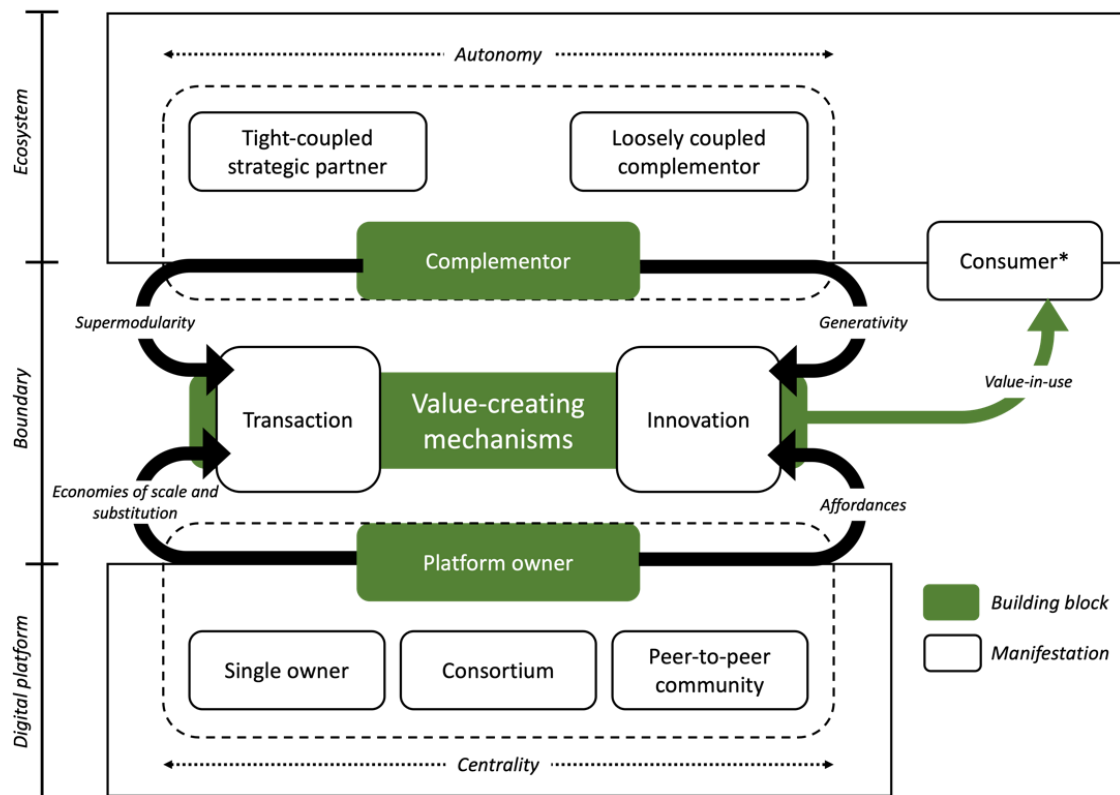 Autonomy
Ecosystem
Tight-coupled
strategic partner
Loosely coupled
complementor
Complementor
Consumer*
Supermodularity
Generativity
Boundary
Transaction
Value-creating
mechanisms
Innovation
Value-in-use
Economies of scale and
substitution
Affordances
Platform owner
Digital platform
Single owner
Consortium
Peer-to-peer
community
Building block
Manifestation
Centrality